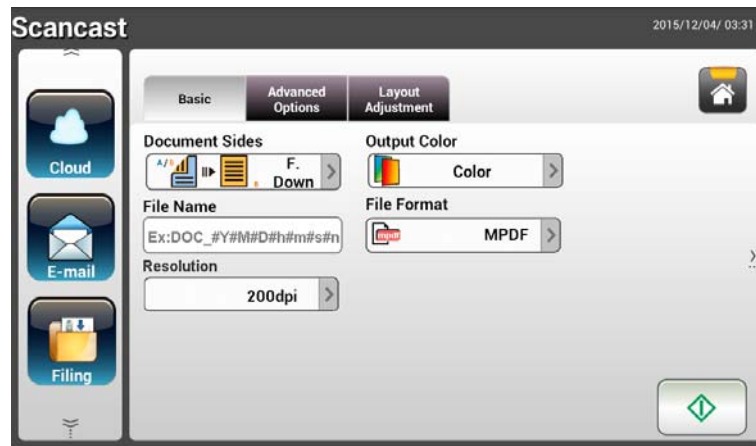 Scancast
2015/12/04/ 03:31
Cloud
E-mail
Filing
Basic
Advanced
Options
Layout
Adjustment
Document Sides
A/B
F.
Down
Output Color
Color
File Name
Ex:DOC_#Y#M#D#h#m#s#n
File Format
mpdf
MPDF
Resolution
200dpi